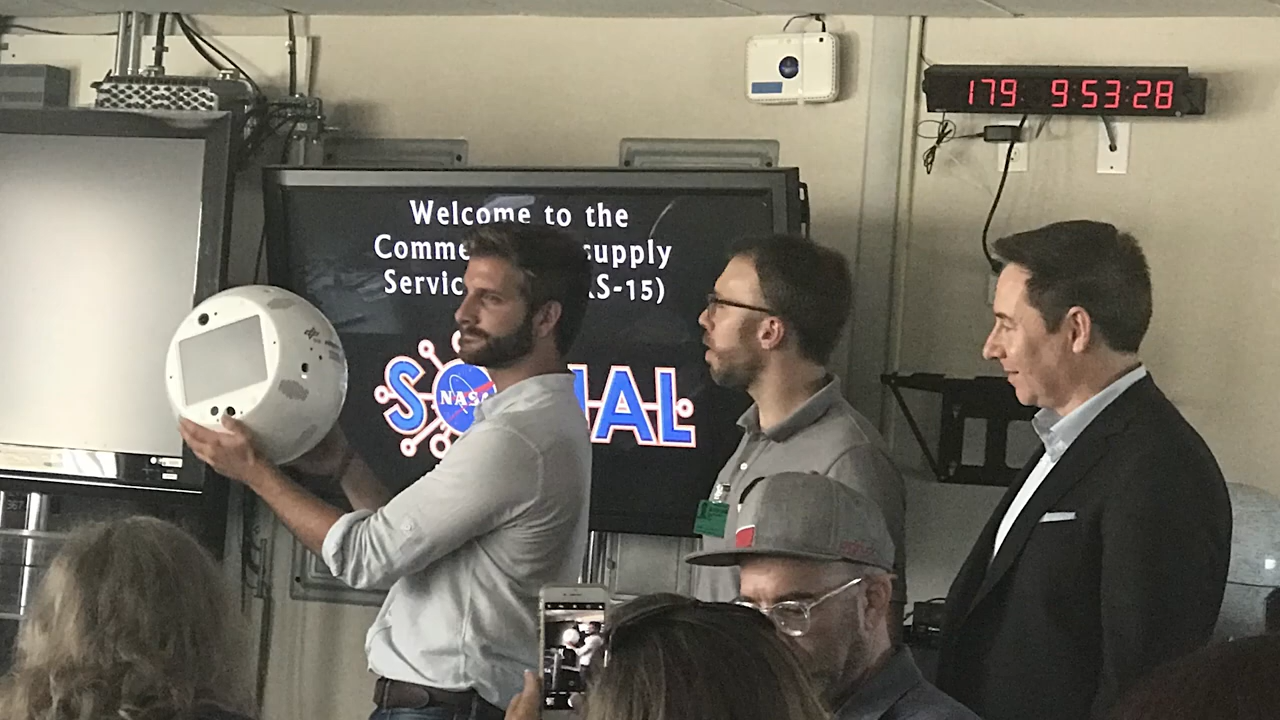 179 9:53:28
Welcome to the
Comme supply
Servic S-15)
S NASA IAL